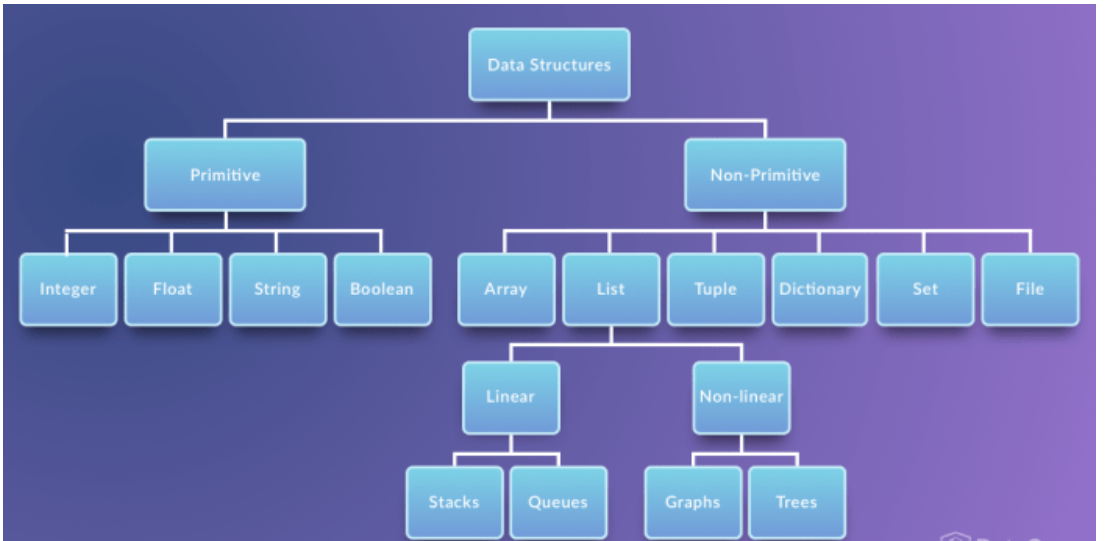 Data Structures
Primitive
Non-Primitive
Integer
Float
String
Boolean
Array
List
Tuple
Dictionary
Set
File
Linear
Non-linear
Stacks
Queues
Graphs
Trees